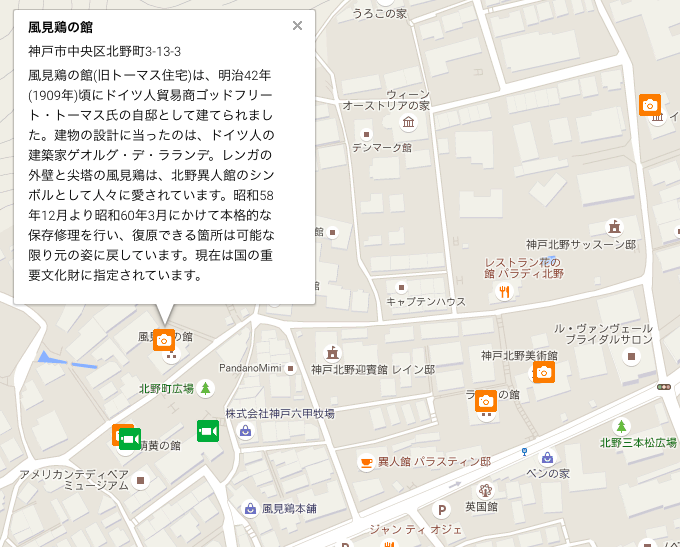 風見鶏の館
神戸市中央区北野町3-13-3
風見鶏の館(旧トーマス住宅)は、明治42年
(1909年)頃にドイツ人貿易商ゴッドフリー
ト・トーマス氏の自邸として建てられまし
た。建物の設計に当ったのは、ドイツ人の
建築家ゲオルグ・デ・ラランデ。レンガの
外壁と尖塔の風見鶏は、北野異人館のシン
ボルとして人々に愛されています。昭和58
年12月より昭和60年3月にかけて本格的な
保存修理を行い、復原できる箇所は可能な
限り元の姿に戻しています。現在は国の重
要文化財に指定されています。
うろこの家
ウィーン
オーストリアの家
デンマーク館
イ
館
神戸北野サッスーン邸
レストラン花の
館 パラディ北野
キャプテンハウス
風見
館
ル・ヴァンヴェール
ブライダルサロン
神戸北野美術館
PandanoMimi
神戸北野迎賓館 レイン邸
北野町広場
ラ
の館
株式会社神戸六甲牧場
萌黄の館
北野三本松広場
異人館 パラスティン邸
ベンの家
アメリカンテディベア
ミュージアム
英国館
風見鶏本舗
P
ジャン ティ オジェ
P